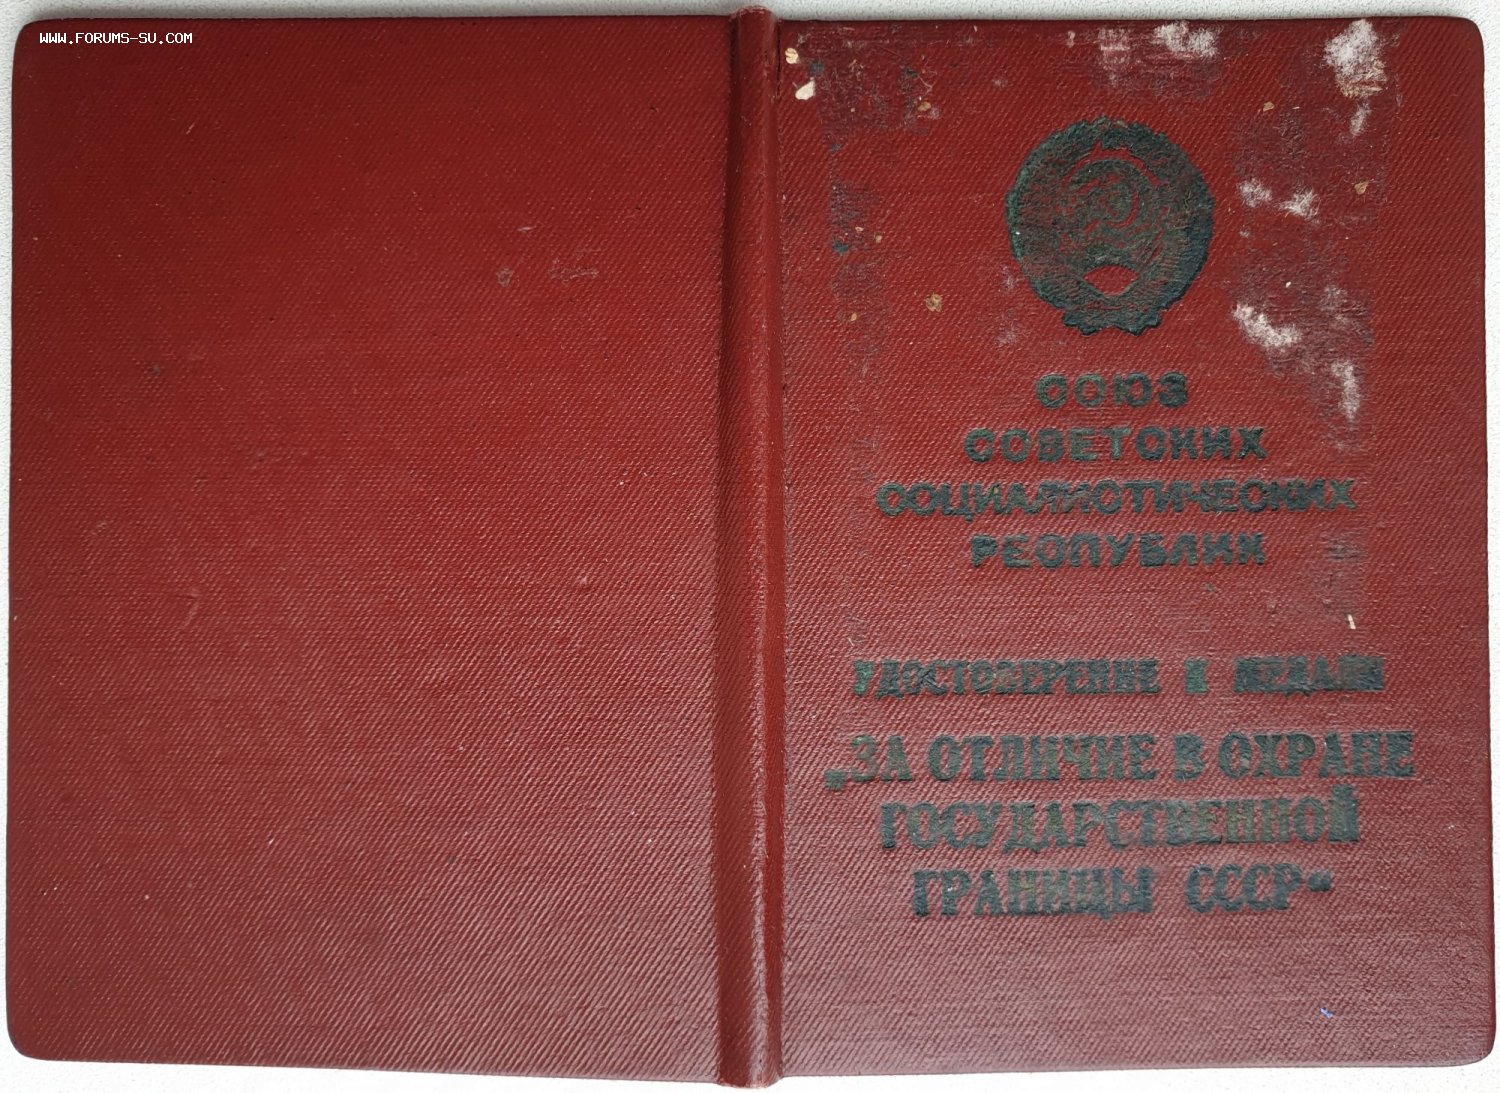 WWW.FORUMS-SU.COM
СОЮЗ
СОВЕТСКИХ
СОЦИАЛИСТИЧЕСКИХ
РЕСПУБЛИК
УДОСТОВЕРЕНИЕ К МЕДАЛИ
„ЗА ОТЛИЧИЕ В ОХРАНЕ
ГОСУДАРСТВЕННОЙ
ГРАНИЦЫ СССР“